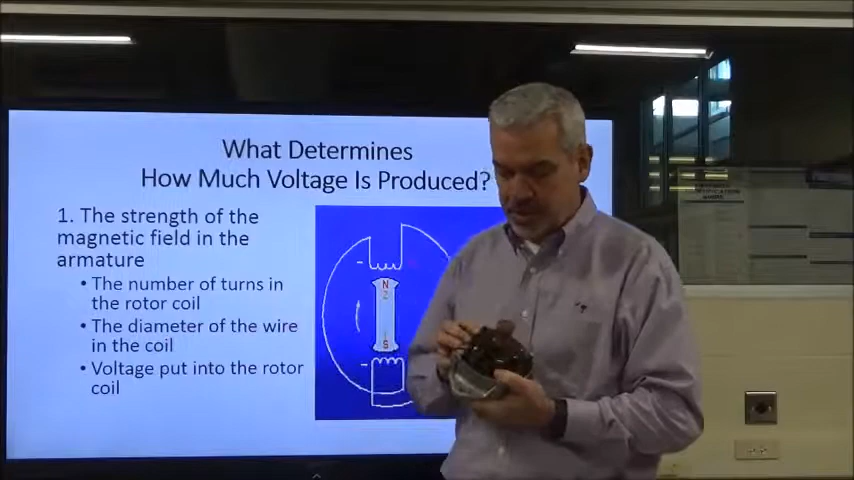 What Determines
How Much Voltage Is Produced?
1. The strength of the
magnetic field in the
armature
• The number of turns in
the rotor coil
• The diameter of the wire
in the coil
• Voltage put into the rotor
coil
N
S